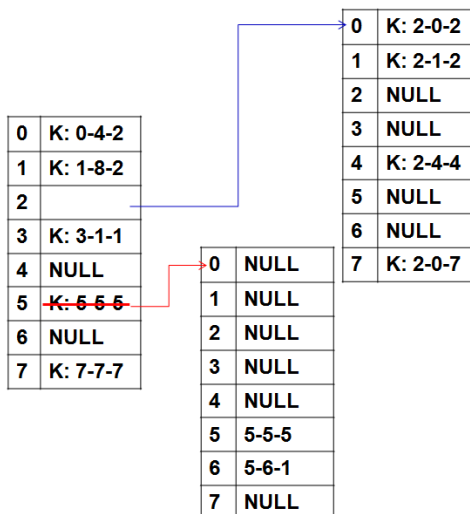 0 K: 0-4-2
1 K: 1-8-2
2
3 K: 3-1-1
4 NULL
5 K: 5-5-5
6 NULL
7 K: 7-7-7
0 K: 2-0-2
1 K: 2-1-2
2 NULL
3 NULL
4 K: 2-4-4
5 NULL
6 NULL
7 K: 2-0-7
0 NULL
1 NULL
2 NULL
3 NULL
4 NULL
5 5-5-5
6 5-6-1
7 NULL